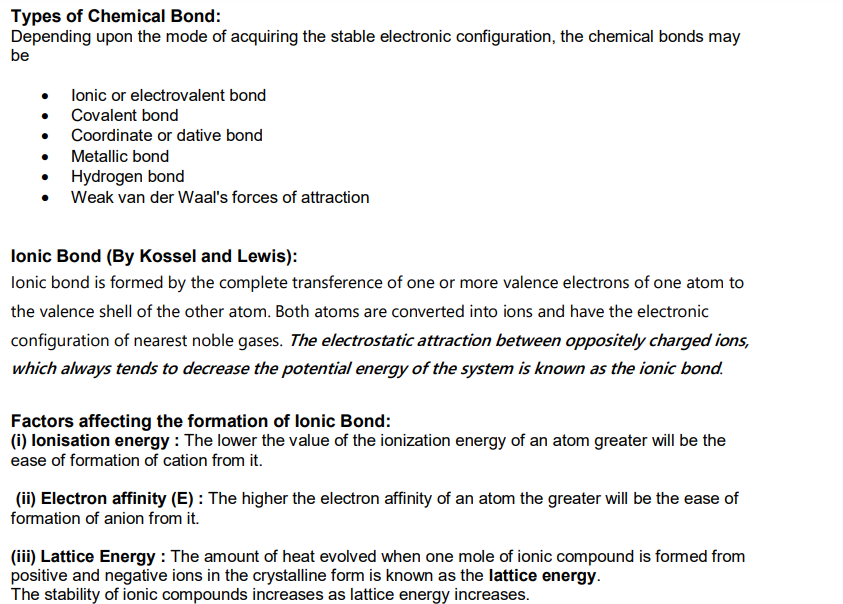 Types of Chemical Bond:
Depending upon the mode of acquiring the stable electronic configuration, the chemical bonds may
be
• Ionic or electrovalent bond
• Covalent bond
• Coordinate or dative bond
• Metallic bond
• Hydrogen bond
• Weak van der Waal's forces of attraction
Ionic Bond (By Kossel and Lewis):
Ionic bond is formed by the complete transference of one or more valence electrons of one atom to
the valence shell of the other atom. Both atoms are converted into ions and have the electronic
configuration of nearest noble gases. The electrostatic attraction between oppositely charged ions,
which always tends to decrease the potential energy of the system is known as the ionic bond.
Factors affecting the formation of Ionic Bond:
(i) Ionisation energy : The lower the value of the ionization energy of an atom greater will be the
ease of formation of cation from it.
(ii) Electron affinity (E) : The higher the electron affinity of an atom the greater will be the ease of
formation of anion from it.
(iii) Lattice Energy : The amount of heat evolved when one mole of ionic compound is formed from
positive and negative ions in the crystalline form is known as the lattice energy.
The stability of ionic compounds increases as lattice energy increases.